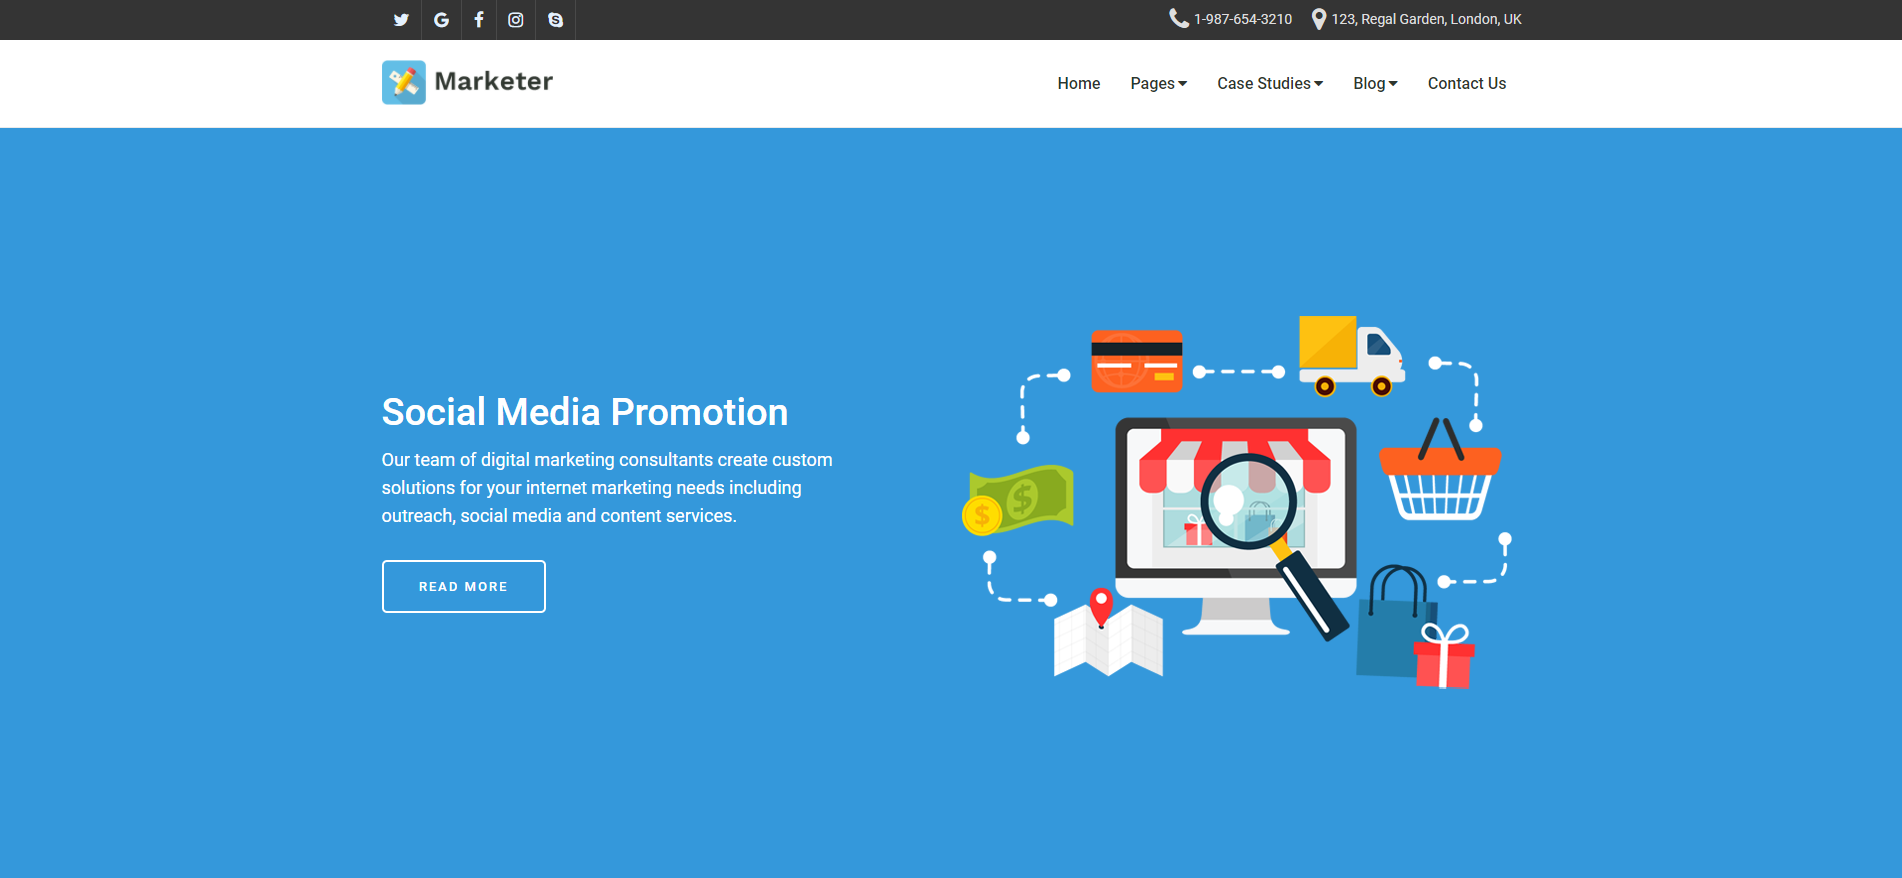 1-987-654-3210
123, Regal Garden, London, UK
Marketer
Home
Pages
Case Studies
Blog
Contact Us
Social Media Promotion
Our team of digital marketing consultants create custom
solutions for your internet marketing needs including
outreach, social media and content services.
READ MORE
$
$